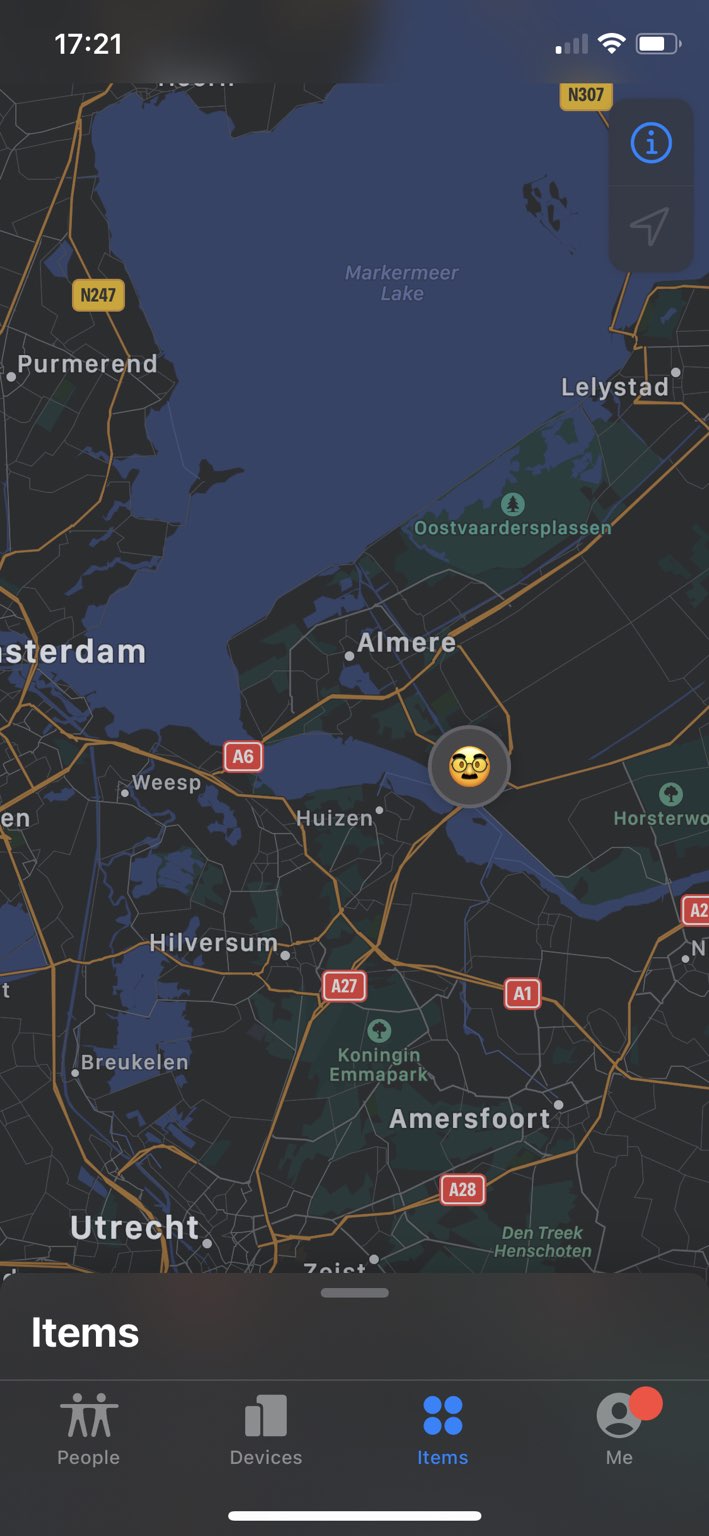 17:21
N307
Markermeer
Lake
N247
Purmerend
Lelystad
Oostvaardersplassen
Almere
sterdam
A6
Weesp
en
Huizen
Horsterwo
A2
Hilversum
N
A27
A1
t
Koningin
Emmapark
Breukelen
Amersfoort
A28
Utrecht
Den Treek
Henschoten
Zeist
Items
People
Devices
Items
Me